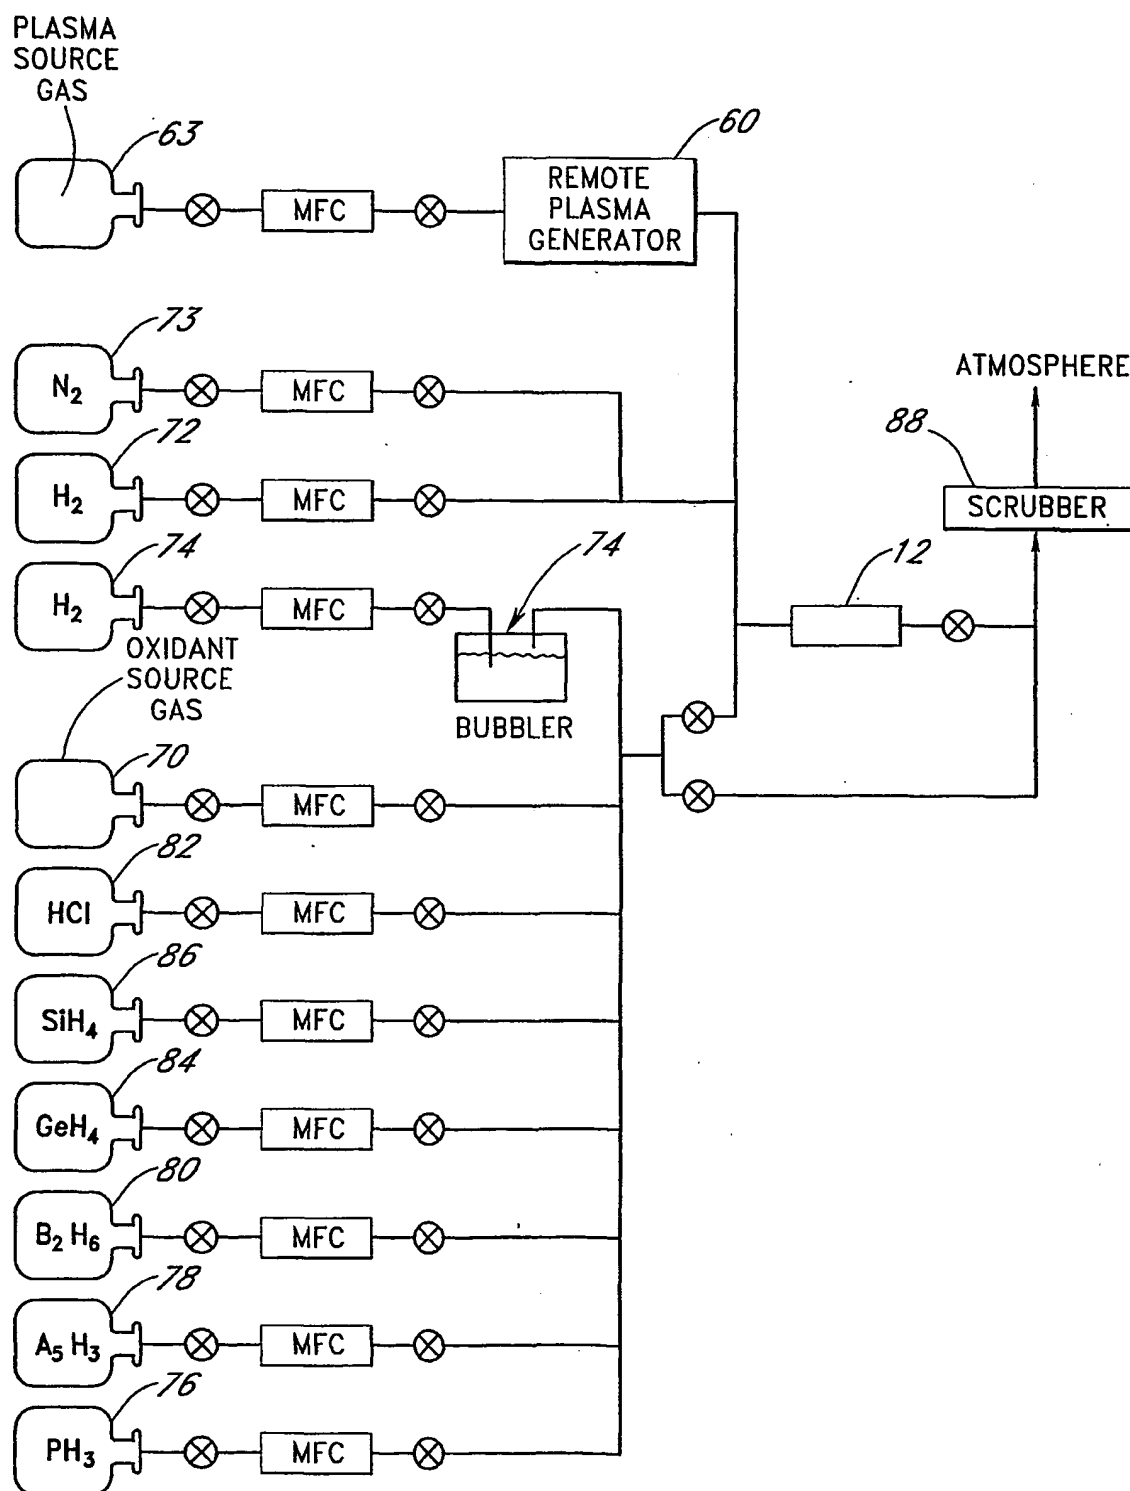 PLASMA
SOURCE
GAS
63
60
MFC
REMOTE
PLASMA
GENERATOR
73
N2
MFC
ATMOSPHERE
72
88
H2
MFC
SCRUBBER
74
74
12
H2
MFC
OXIDANT
SOURCE
GAS
BUBBLER
70
MFC
82
HCl
MFC
86
SiH4
MFC
84
GeH4
MFC
80
B2 H6
MFC
78
A5 H3
MFC
76
PH3
MFC